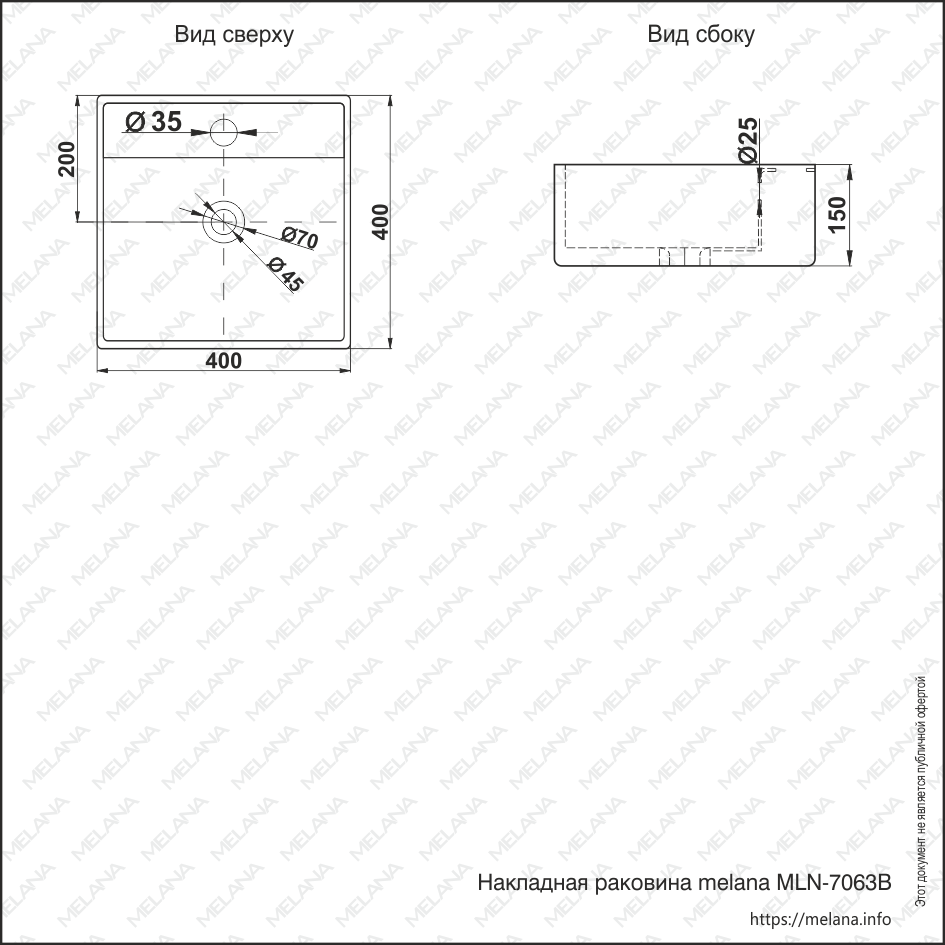 Вид сверху
Вид сбоку
Ø 35
200
400
Ø70
Ø45
400
Ø25
150
Накладная раковина melana MLN-7063B
https://melana.info
Этот документ не является публичной офертой
MELANA